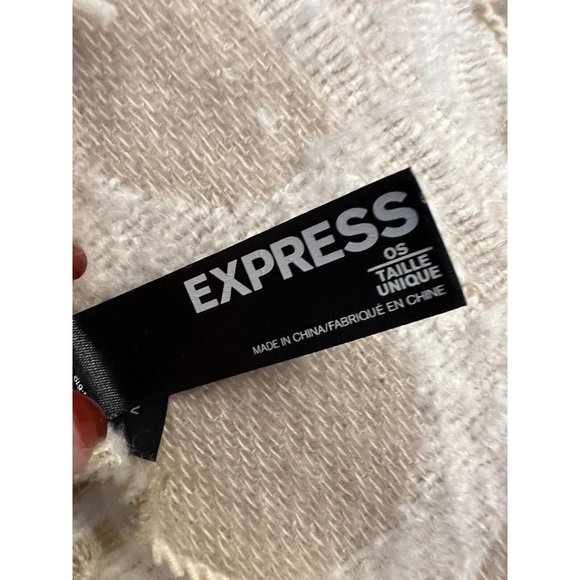 EXPRESS
OS
TAILLE
UNIQUE
MADE IN CHINA/FABRIQUÉ EN CHINE